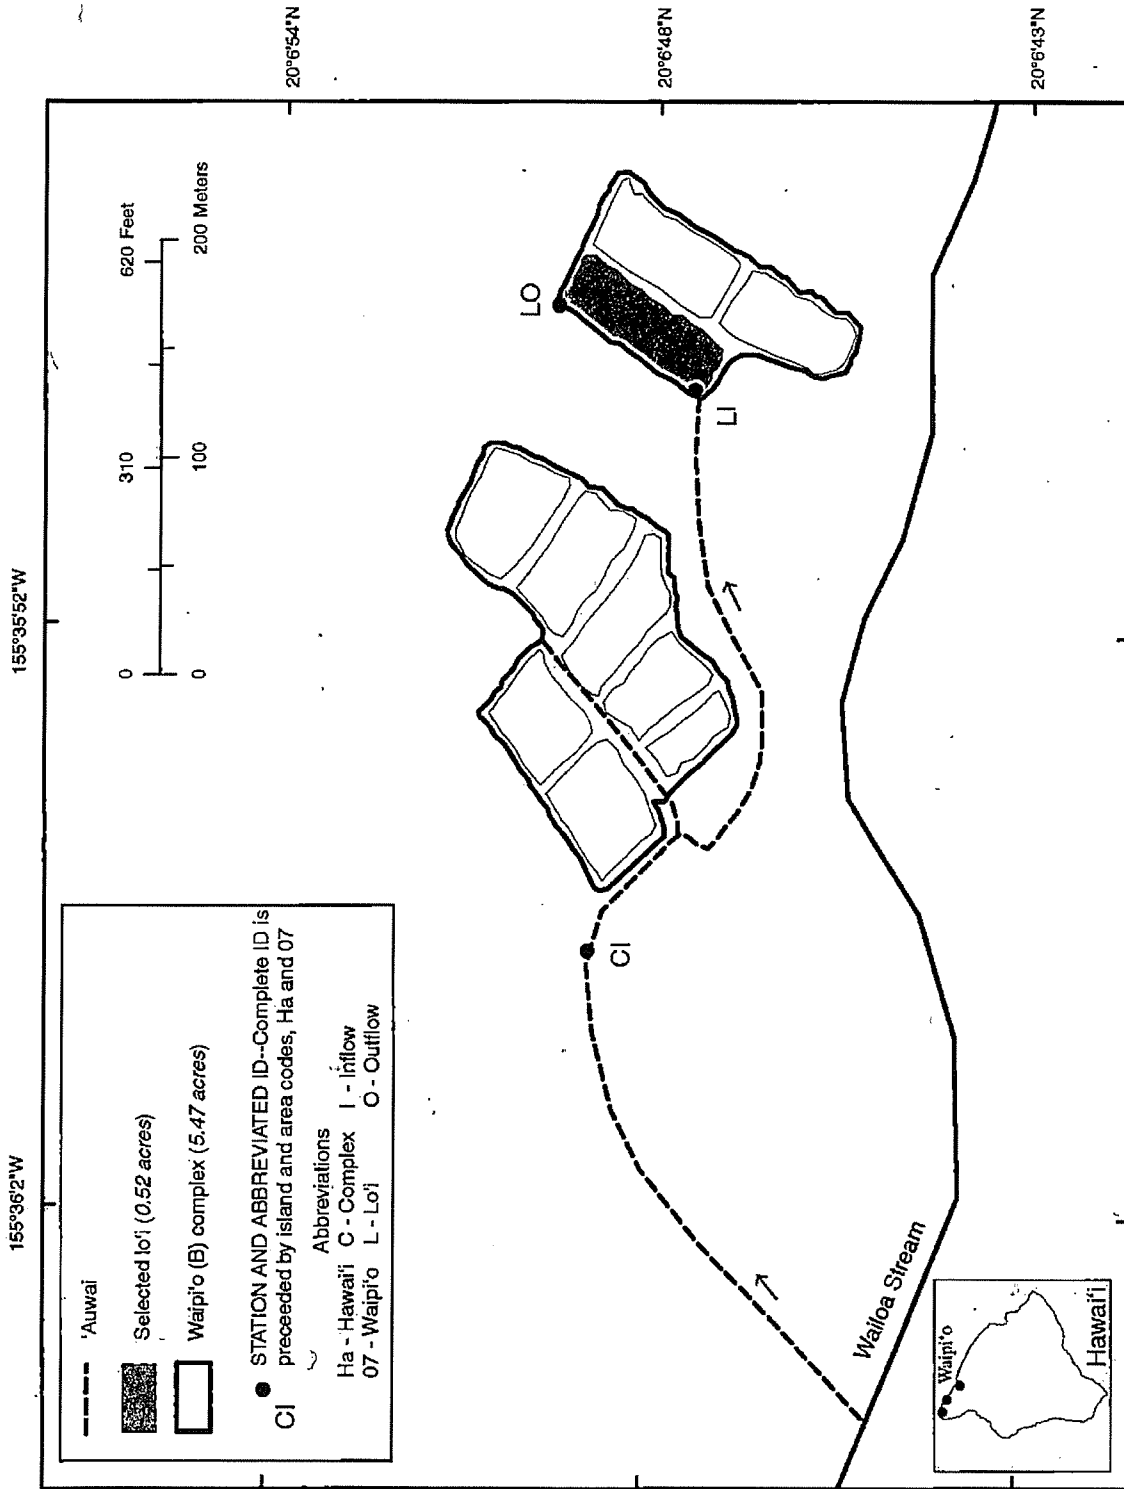 155°36'2"W
155°35'52"W
20°6'54"N
20°6'48"N
20°6'43"N
'Auwai
Selected lo'i (0.52 acres)
Waipi'o (B) complex (5.47 acres)
CI
STATION AND ABBREVIATED ID--Complete ID is
preceeded by island and area codes, Ha and 07
Abbreviations
Ha - Hawai'i C - Complex I - Inflow
07 - Waipi'o L - Lo'i O - Outflow
0 310 620 Feet
0 100 200 Meters
LO
LI
CI
Wailoa Stream
Waipi'o
Hawai'i